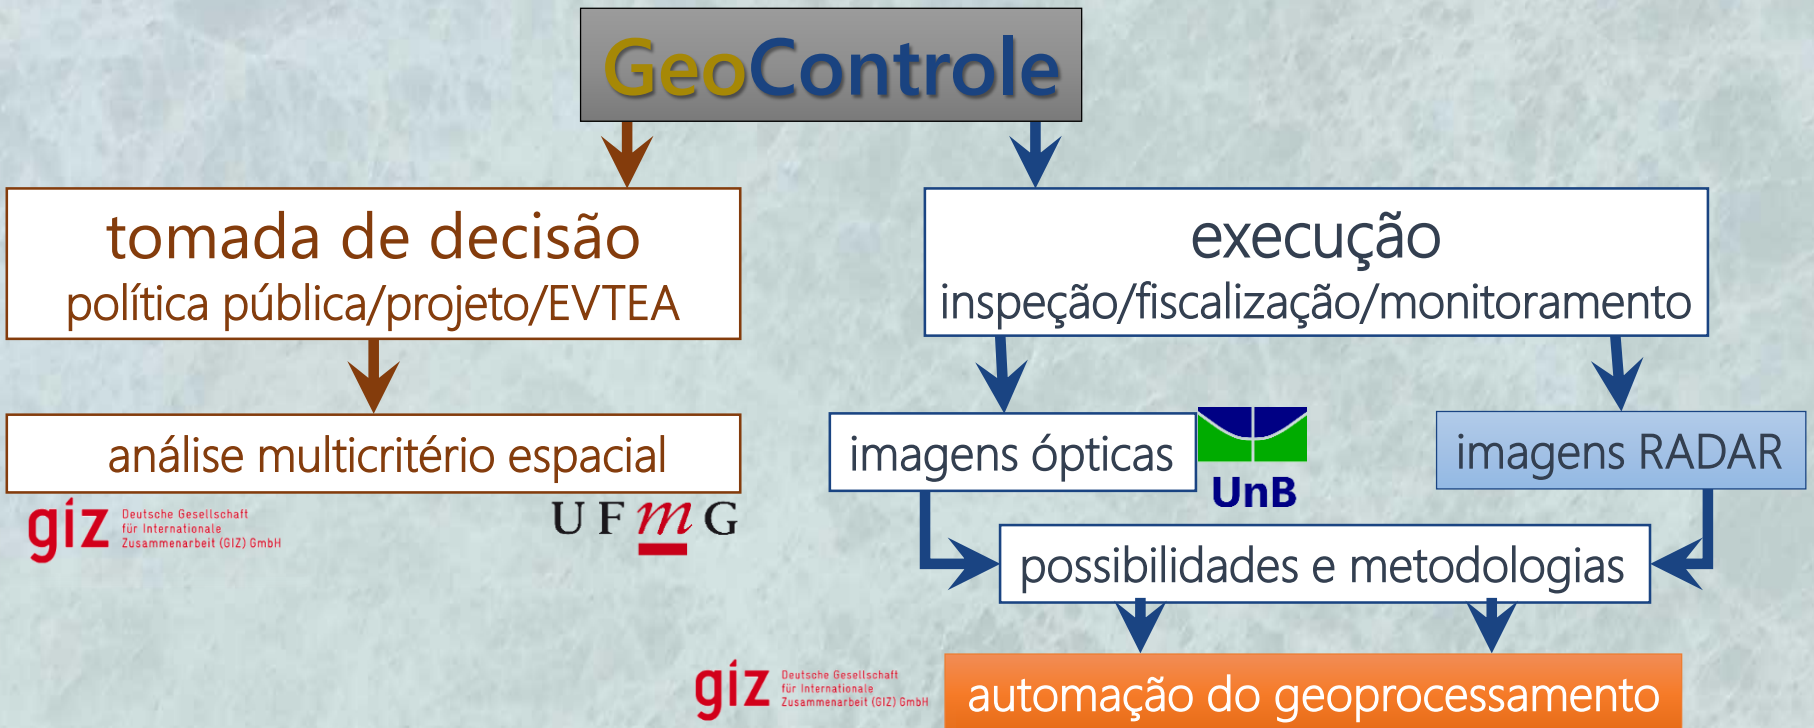 GeoControle
tomada de decisão
política pública/projeto/EVTEA
execução
inspeção/fiscalização/monitoramento
análise multicritério espacial
imagens ópticas
imagens RADAR
UnB
giz Deutsche Gesellschaft
für Internationale
Zusammenarbeit (GIZ) GmbH
UFmG
possibilidades e metodologias
giz Deutsche Gesellschaft
für Internationale
Zusammenarbeit (GIZ) GmbH
automação do geoprocessamento